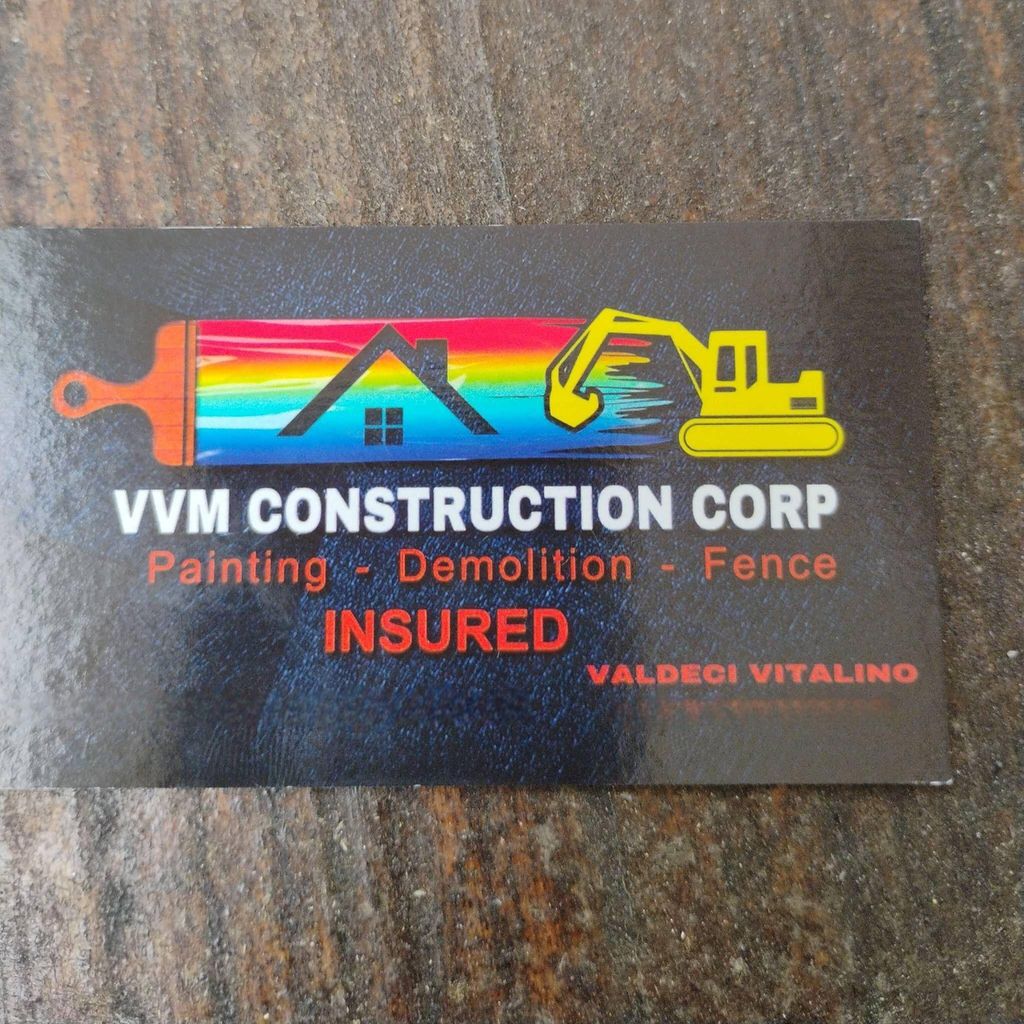 VVM CONSTRUCTION CORP
Painting - Demolition - Fence
INSURED
VALDECI VITALINO